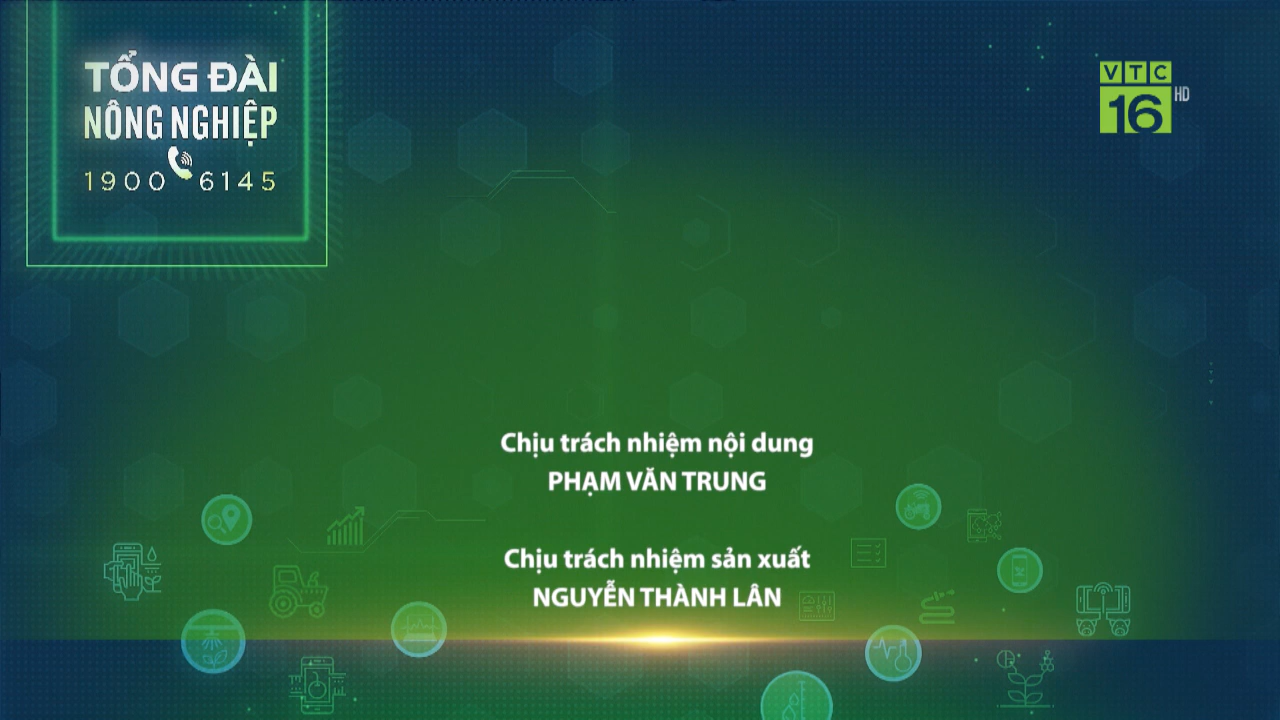 TỔNG ĐÀI
NÔNG NGHIỆP
1900 6145
VTC
16 HD
Chịu trách nhiệm nội dung
PHẠM VĂN TRUNG
Chịu trách nhiệm sản xuất
NGUYỄN THÀNH LÂN